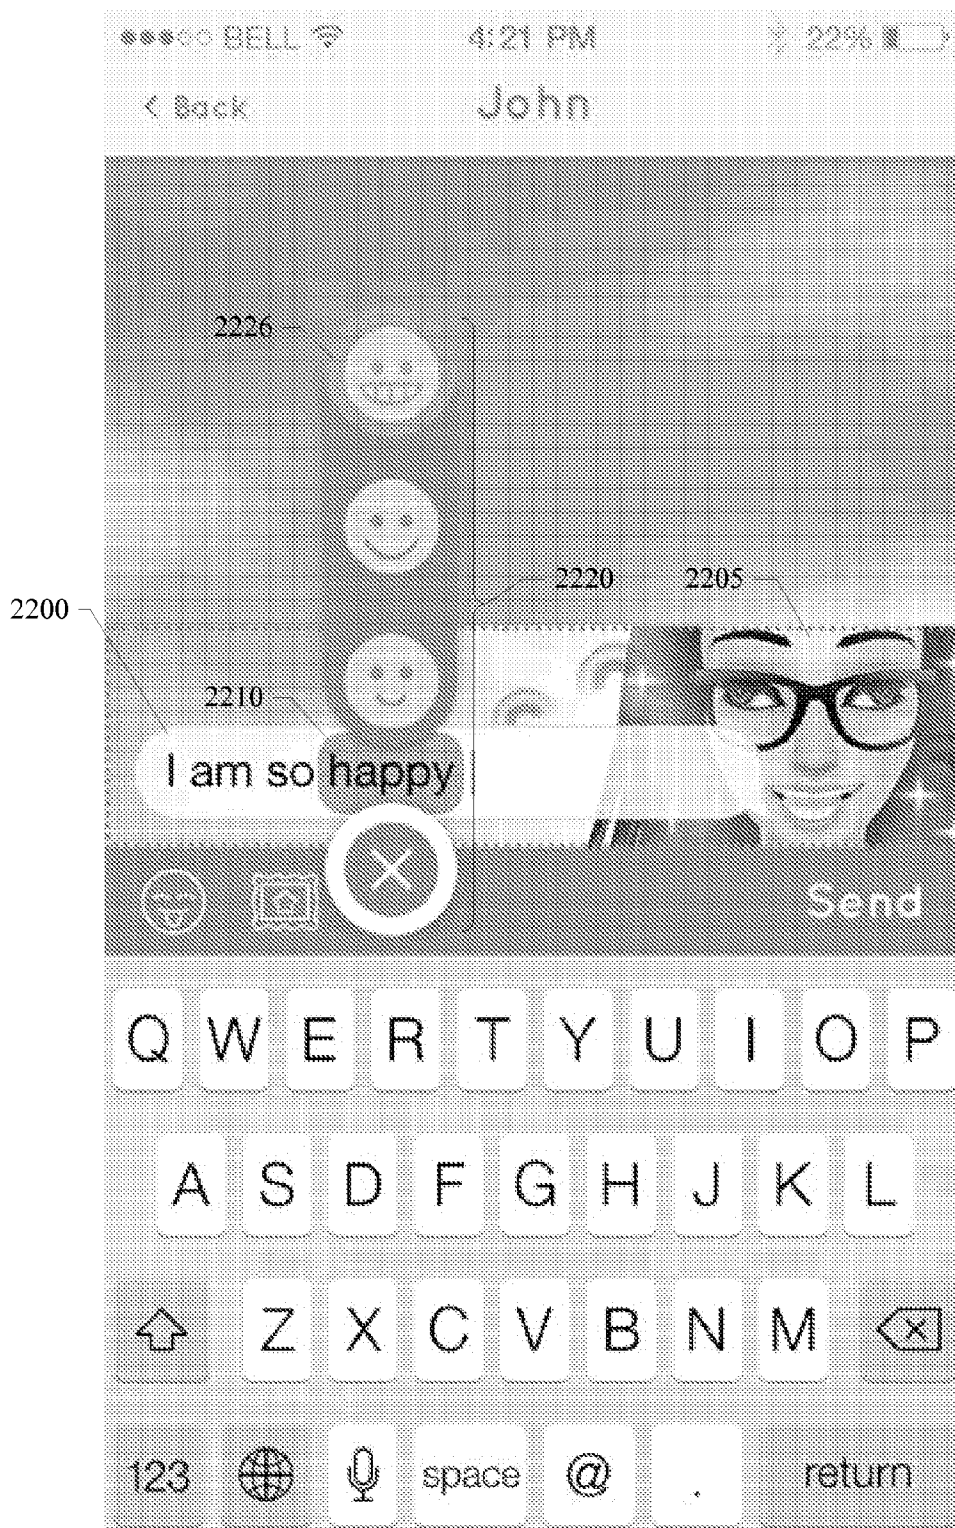 BELL 4:21 PM 22%
< Back John
2226
2220 2205
2200
2210
I am so happy
Send
Q W E R T Y U I O P
A S D F G H J K L
Z X C V B N M
123 space @ . return